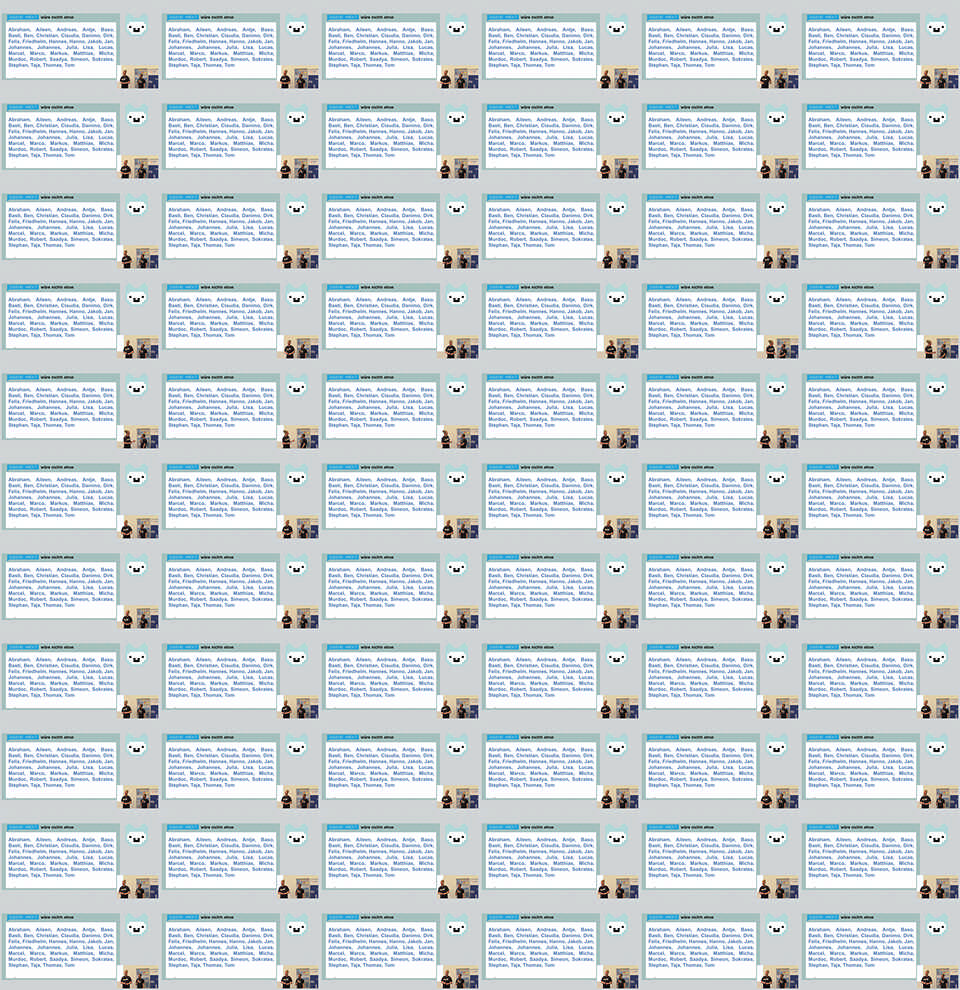 wäre nicht ohne
Abraham, Aileen, Andreas, Antje, Baso,
Basti, Ben, Christian, Claudia, Danimo, Dirk,
Felix, Friedhelm, Hannes, Hanno, Jakob, Jan,
Johannes, Johannes, Julia, Lisa, Lucas,
Marcel, Marco, Markus, Matthias, Micha,
Murdoc, Robert, Saadya, Simeon, Sokrates,
Stephan, Taja, Thomas, Tom